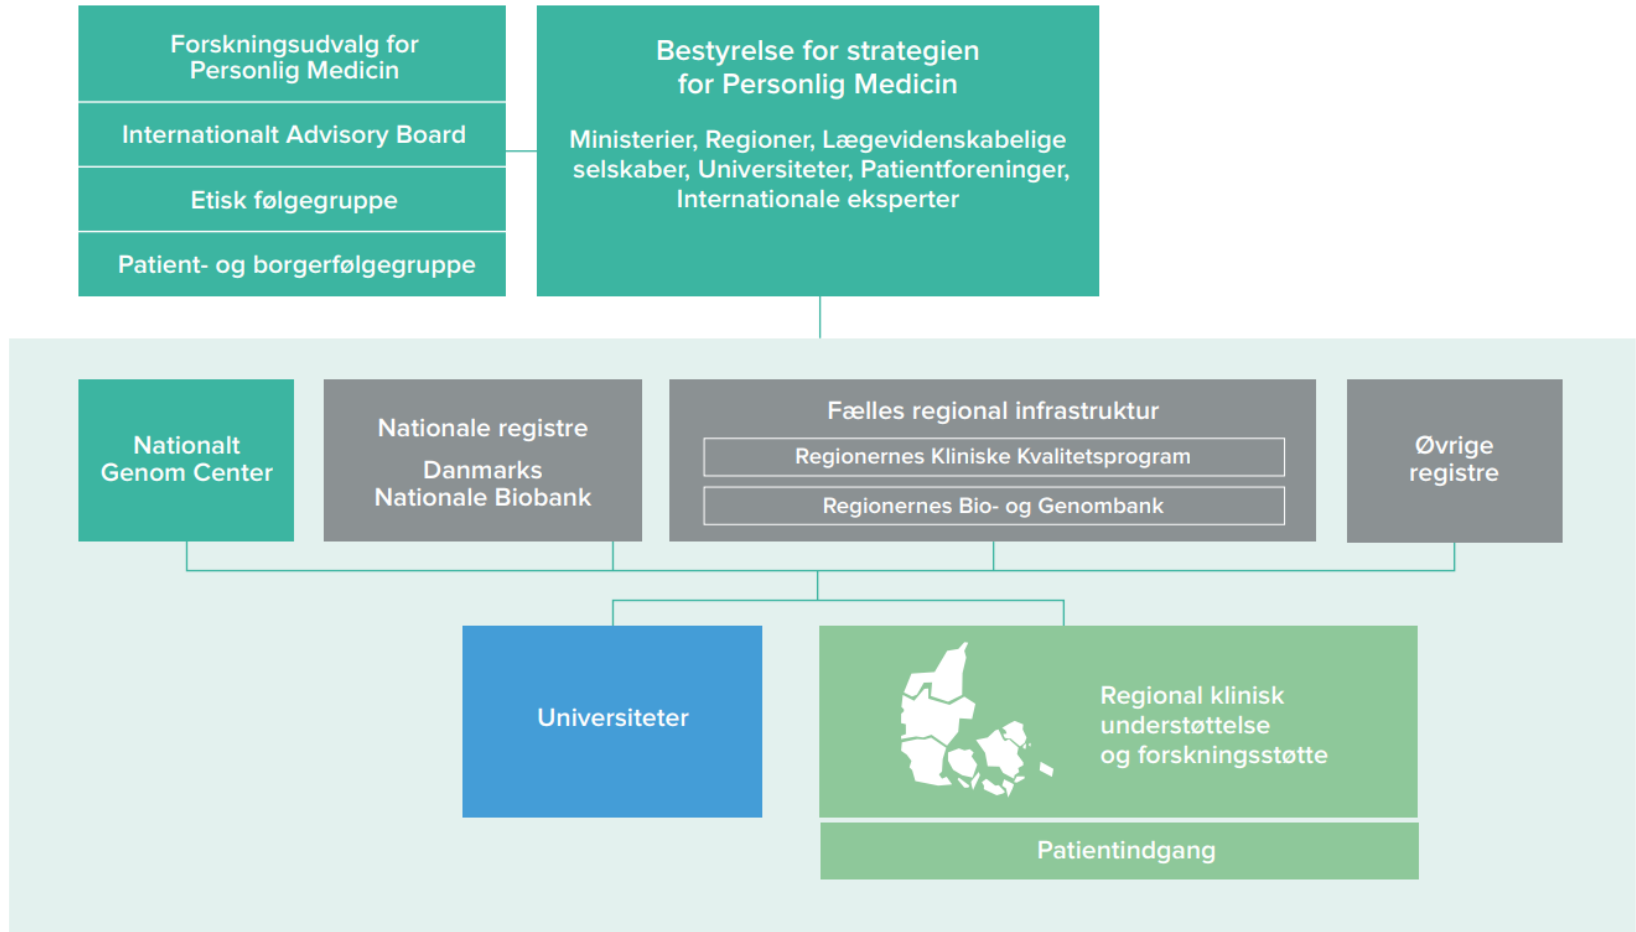 Forskningsudvalg for
Personlig Medicin
Internationalt Advisory Board
Etisk følgegruppe
Patient- og borgerfølgegruppe
Bestyrelse for strategien
for Personlig Medicin
Ministerier, Regioner, Lægevidenskabelige
selskaber, Universiteter, Patientforeninger,
Internationale eksperter
Nationalt
Genom Center
Nationale registre
Danmarks
Nationale Biobank
Fælles regional infrastruktur
Regionernes Kliniske Kvalitetsprogram
Regionernes Bio- og Genombank
Øvrige
registre
Universiteter
Regional klinisk
understøttelse
og forskningsstøtte
Patientindgang